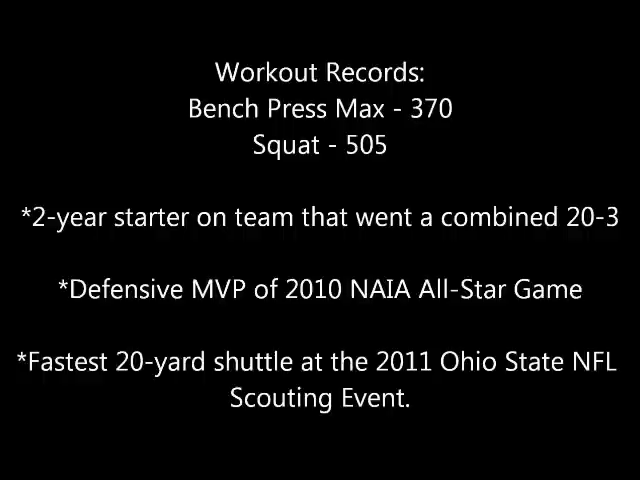 Workout Records:
Bench Press Max - 370
Squat - 505
*2-year starter on team that went a combined 20-3
*Defensive MVP of 2010 NAIA All-Star Game
*Fastest 20-yard shuttle at the 2011 Ohio State NFL
Scouting Event.